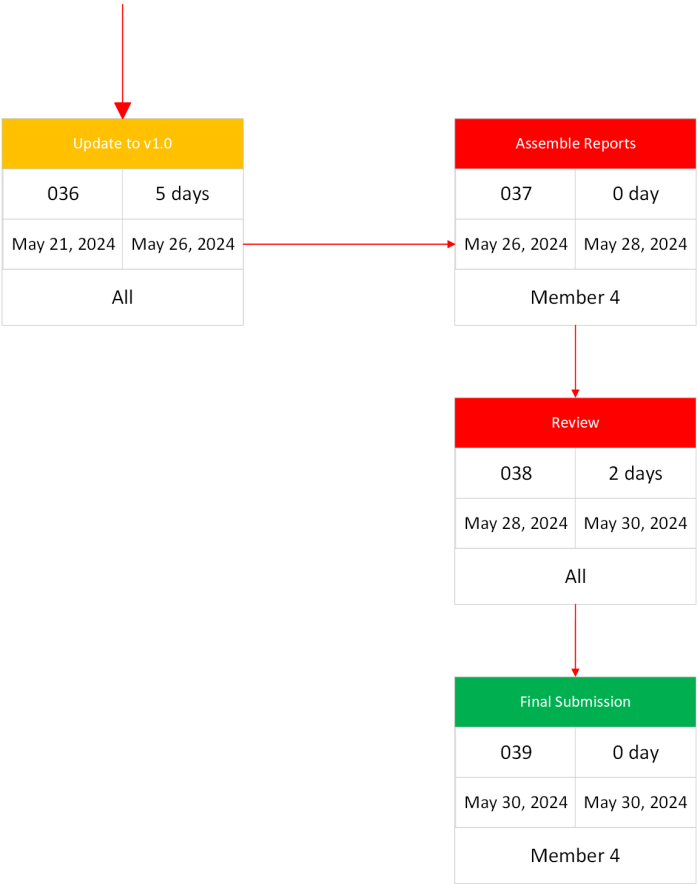 Update to v1.0
036 5 days
May 21, 2024 May 26, 2024
All
Assemble Reports
037 0 day
May 26, 2024 May 28, 2024
Member 4
Review
038 2 days
May 28, 2024 May 30, 2024
All
Final Submission
039 0 day
May 30, 2024 May 30, 2024
Member 4